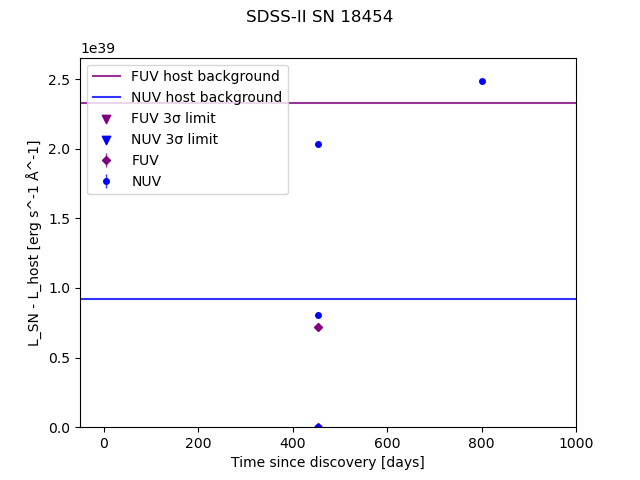 SDSS-II SN 18454
1e39
FUV host background
NUV host background
FUV 3σ limit
NUV 3σ limit
FUV
NUV
2.5
2.0
1.5
1.0
0.5
0.0
L_SN - L_host [erg s^-1 Å^-1]
0 200 400 600 800 1000
Time since discovery [days]